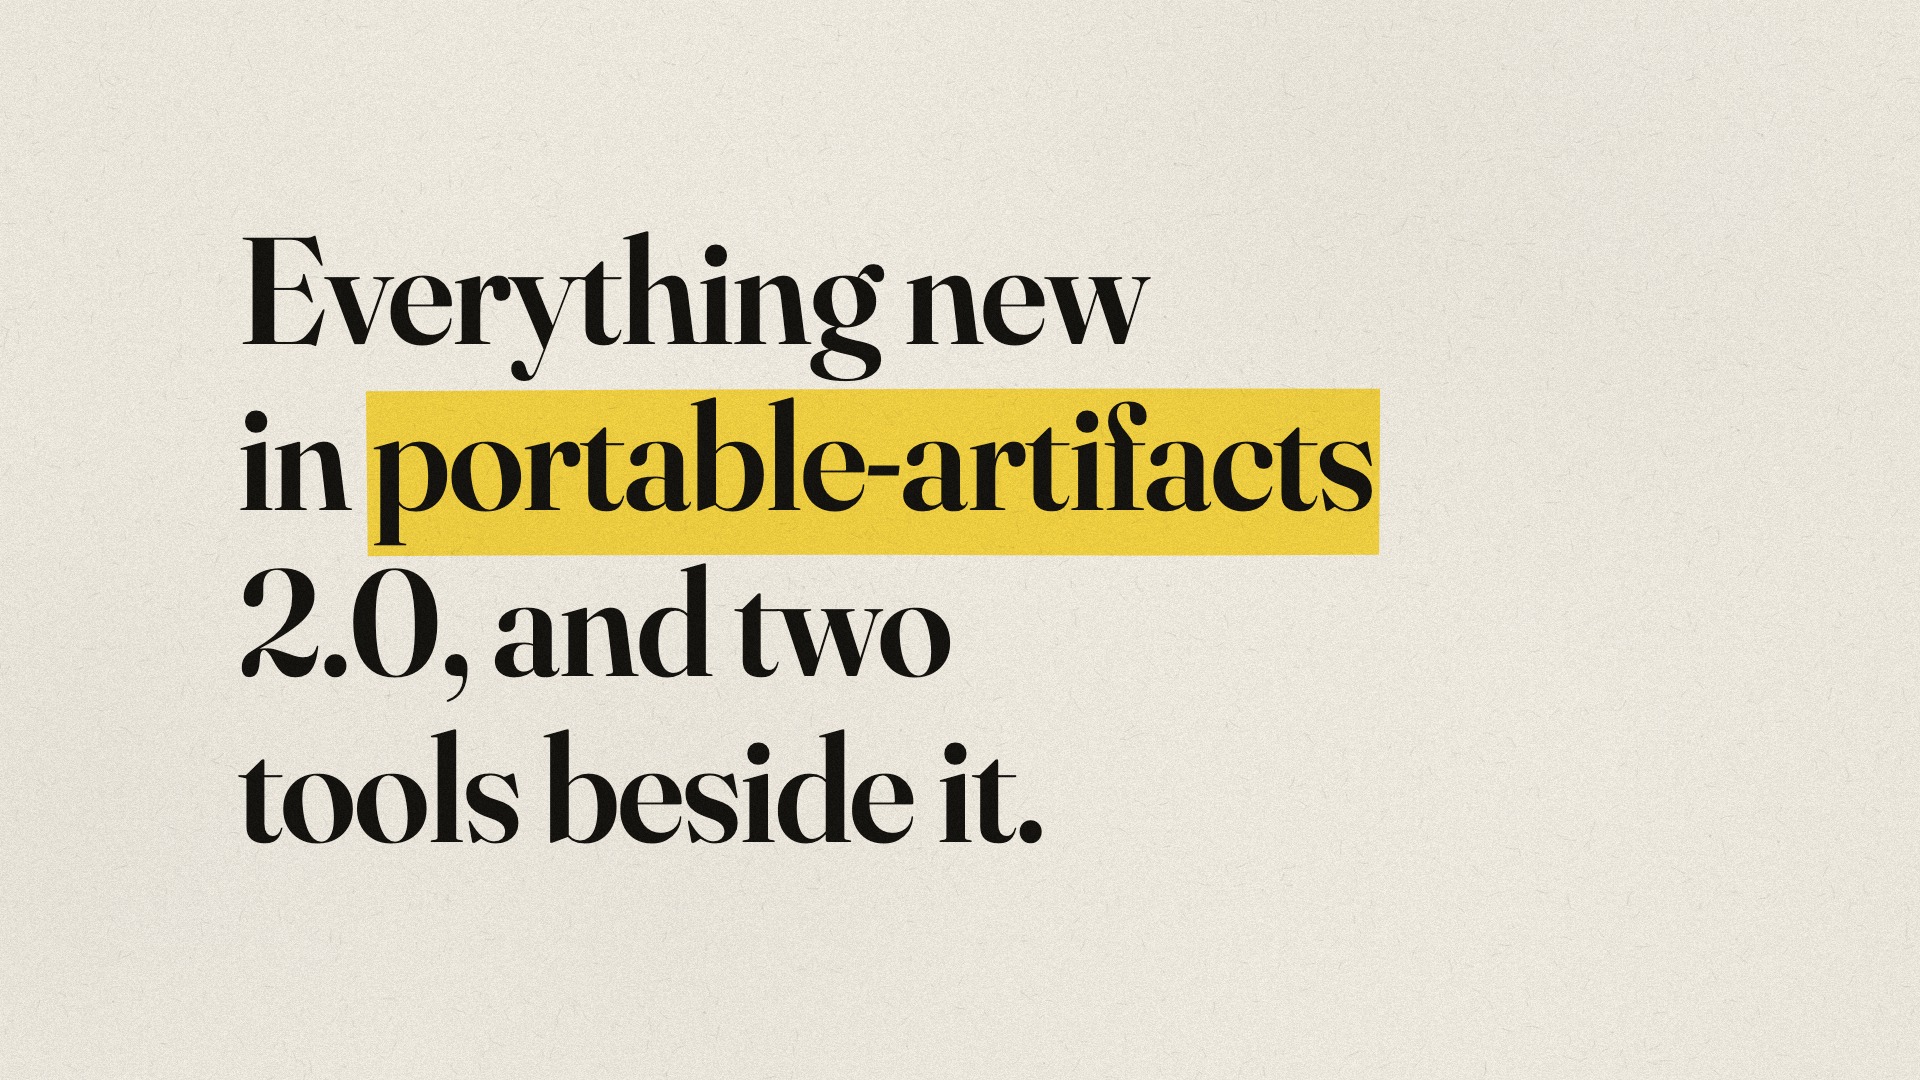 Everything new
in portable-artifacts
2.0, and two
tools beside it.